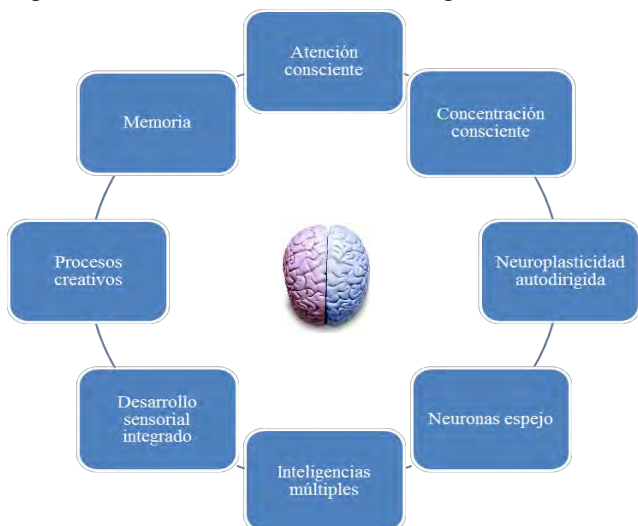 Atención
consciente
Concentración
consciente
Neuroplasticidad
autodirigida
Neuronas espejo
Inteligencias
múltiples
Desarrollo
sensorial
integrado
Procesos
creativos
Memoria